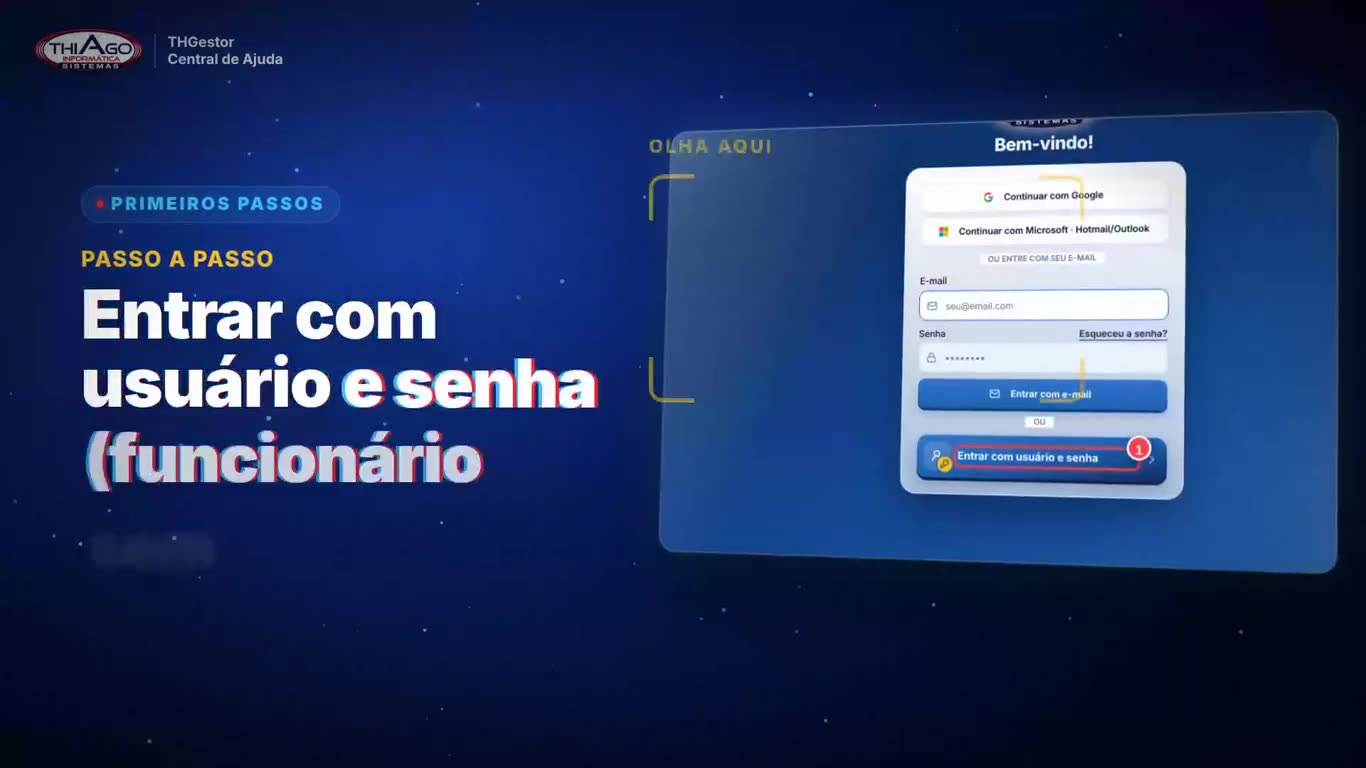 THIAGO
INFORMÁTICA
SISTEMAS
THGestor
Central de Ajuda
PRIMEIROS PASSOS
PASSO A PASSO
Entrar com
usuário e senha
(funcionário
OLHA AQUI
SISTEMAS
Bem-vindo!
Continuar com Google
Continuar com Microsoft · Hotmail/Outlook
OU ENTRE COM SEU E-MAIL
E-mail
seu@email.com
Senha
Esqueceu a senha?
••••••••
Entrar com e-mail
OU
Entrar com usuário e senha
1